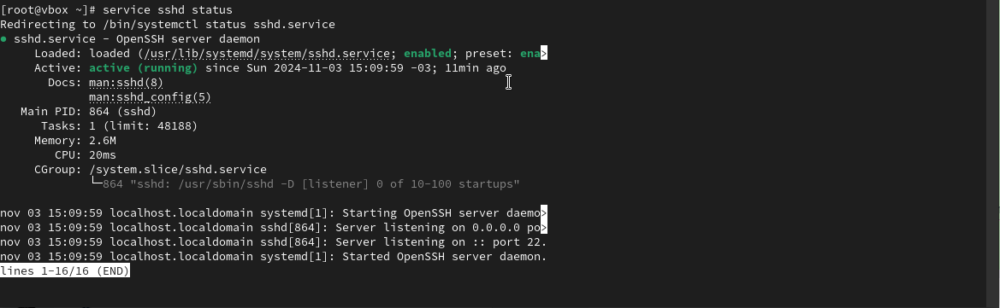 [root@vbox ~]# service sshd status
Redirecting to /bin/systemctl status sshd.service
● sshd.service - OpenSSH server daemon
     Loaded: loaded (/usr/lib/systemd/system/sshd.service; enabled; preset: ena>
     Active: active (running) since Sun 2024-11-03 15:09:59 -03; 11min ago
       Docs: man:sshd(8)
             man:sshd_config(5)
   Main PID: 864 (sshd)
      Tasks: 1 (limit: 48188)
     Memory: 2.6M
        CPU: 20ms
     CGroup: /system.slice/sshd.service
             └─864 "sshd: /usr/sbin/sshd -D [listener] 0 of 10-100 startups"
nov 03 15:09:59 localhost.localdomain systemd[1]: Starting OpenSSH server daemo>
nov 03 15:09:59 localhost.localdomain sshd[864]: Server listening on 0.0.0.0 po>
nov 03 15:09:59 localhost.localdomain sshd[864]: Server listening on :: port 22.
nov 03 15:09:59 localhost.localdomain systemd[1]: Started OpenSSH server daemon.
lines 1-16/16 (END)